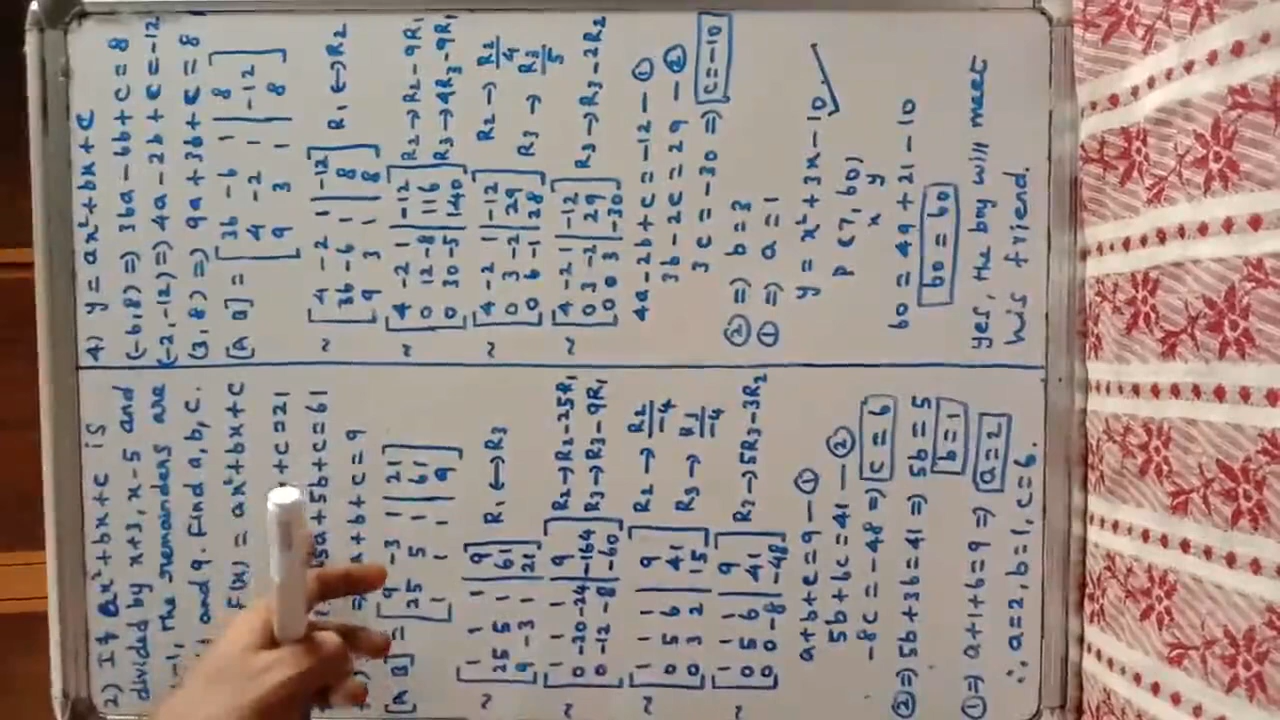 2) If ax²+bx+c is
divided by x+3, x-5 and
x-1, the remainders are
and 9. Find a, b, c.
F(x) = ax²+bx+c
+c=21
25a+5b+c=61
a+b+c=9
[A B] = [9 -3 1 | 21
25 5 1 | 61
1 1 1 | 9]
~ [1 1 1 | 9
25 5 1 | 61
9 -3 1 | 21] R₁↔R₃
~ [1 1 1 | 9
0 -20 -24 | -164
0 -12 -8 | -60] R₂→R₂-25R₁
R₃→R₃-9R₁
~ [1 1 1 | 9
0 5 6 | 41
0 3 2 | 15] R₂→R₂/-4
R₃→R₃/-4
~ [1 1 1 | 9
0 5 6 | 41
0 0 -8 | -48] R₃→5R₃-3R₂
a+b+c=9 —①
5b+6c=41 —②
-8c=-48 ⇒ c=6
②⇒ 5b+36=41 ⇒ 5b=5
b=1
①⇒ a+1+6=9 ⇒ a=2
∴ a=2, b=1, c=6.
4) y=ax²+bx+c
(-6,8)⇒ 36a-6b+c=8
(-2,-12)⇒ 4a-2b+c=-12
(3,8)⇒ 9a+3b+c=8
[A B] = [36 -6 1 | 8
4 -2 1 | -12
9 3 1 | 8]
~ [4 -2 1 | -12
36 -6 1 | 8
9 3 1 | 8] R₁↔R₂
~ [4 -2 1 | -12
0 12 -8 | 116
0 30 -5 | 140] R₂→R₂-9R₁
R₃→4R₃-9R₁
~ [4 -2 1 | -12
0 3 -2 | 29
0 6 -1 | 28] R₂→R₂/4
R₃→R₃/5
~ [4 -2 1 | -12
0 3 -2 | 29
0 0 3 | -30] R₃→R₃-2R₂
4a-2b+c=-12 —①
3b-2c=29 —②
3c=-30 ⇒ c=-10
②⇒ b=3
①⇒ a=1
y=x²+3x-10
P(7,60)
x y
60=49+21-10
60=60
yes, the boy will meet
his friend.